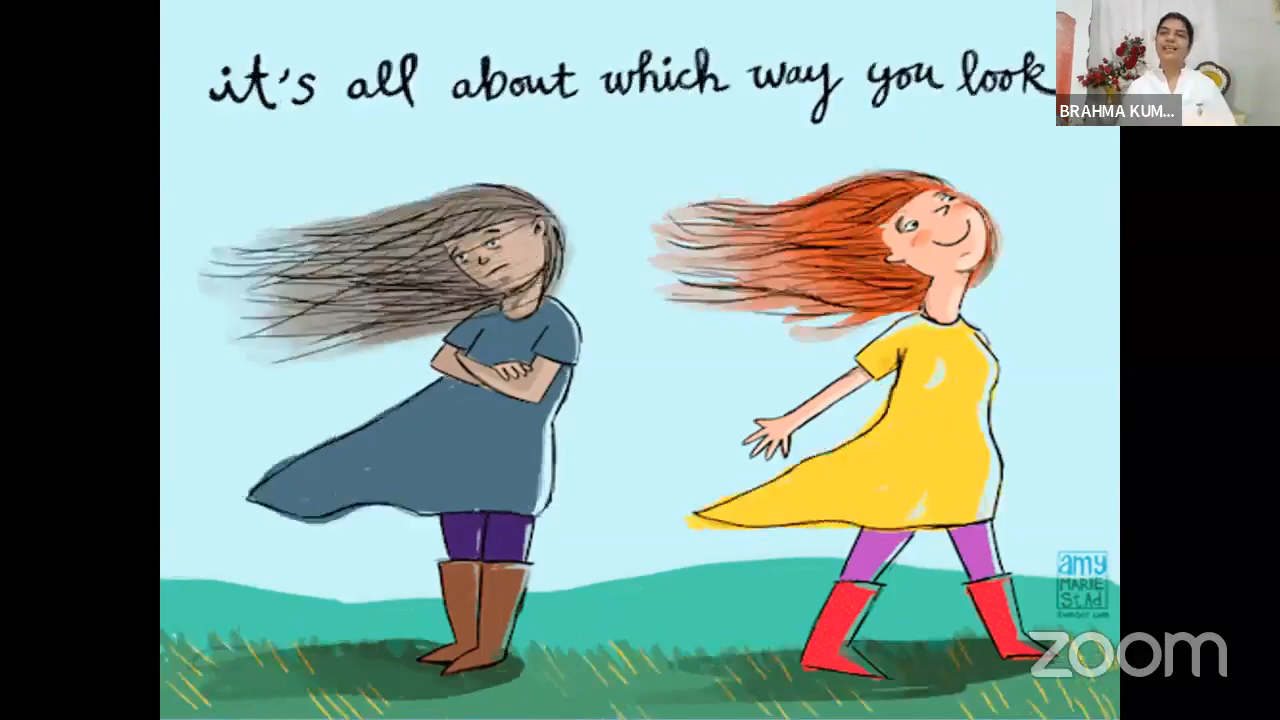 it's all about which way you look
BRAHMA KUM...
amy
MARIE
St.Ad
zoom